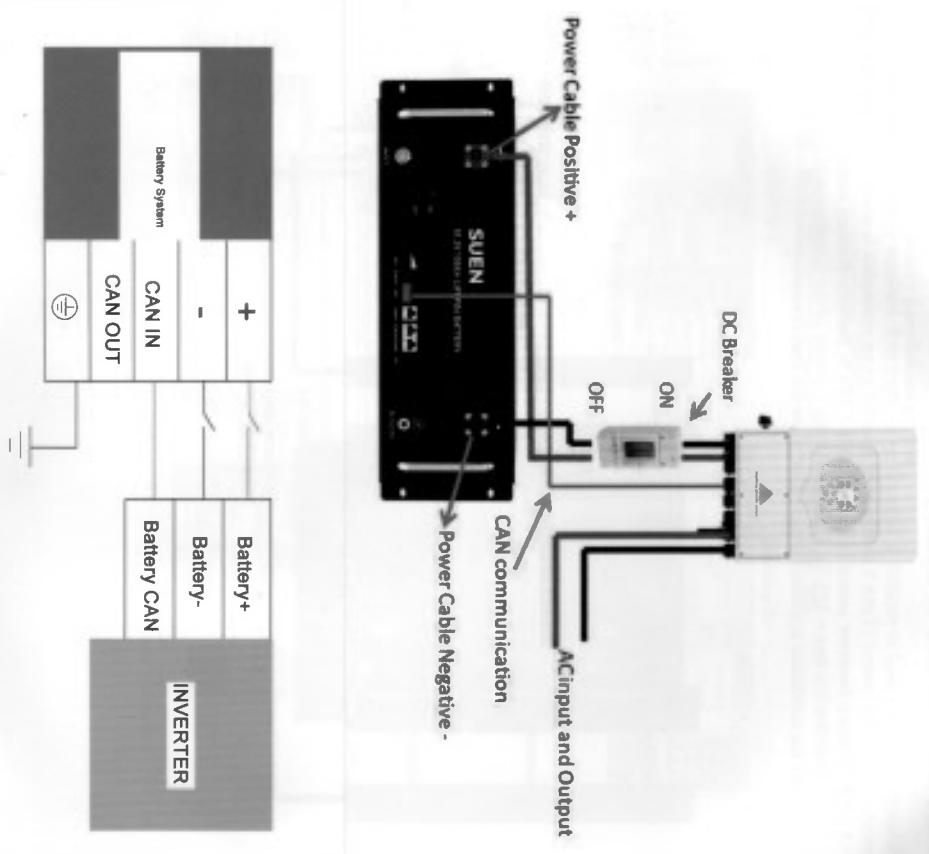 Power Cable Positive +
DC Breaker
ON
OFF
SUEN
CAN communication
Power Cable Negative -
AC input and Output
Battery System
+
-
CAN IN
CAN OUT
Battery+
Battery-
Battery CAN
INVERTER